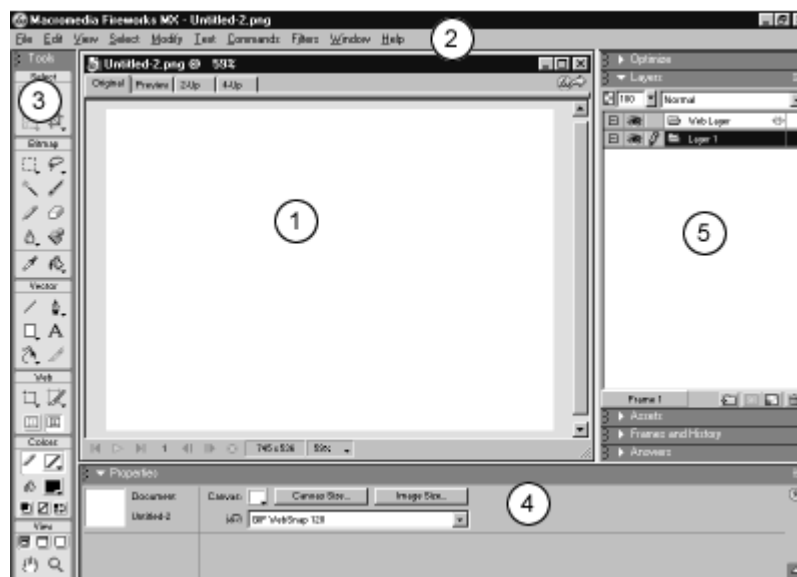 Macromedia Fireworks MX - Untitled-2.png
File Edit View Select Modify Text Commands Filters Window Help
2
Tools
Select
3
Bitmap
Vector
Web
Colors
View
Untitled-2.png @ 59%
Original Preview 2-Up 4-Up
1
1 745 x 536 59%
Optimize
Layers
100 Normal
Web Layer
Layer 1
5
Frame 1
Assets
Frames and History
Answers
Properties
Document Canvas: Canvas Size... Image Size...
Untitled-2 GIF WebSnap 128
4